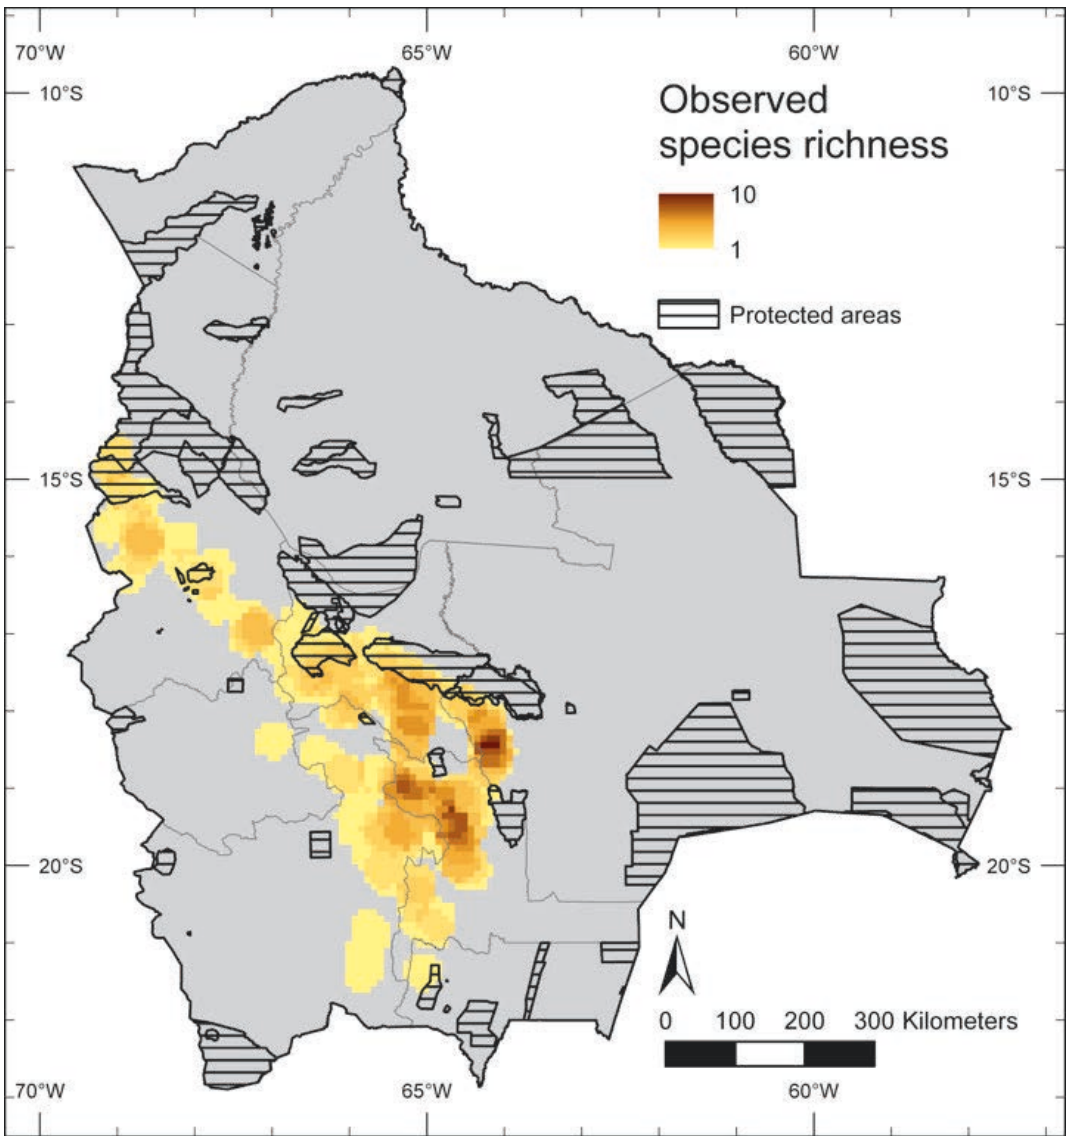 70°W 65°W 60°W
10°S 10°S
Observed
species richness
10
1
Protected areas
15°S 15°S
20°S 20°S
N
0 100 200 300 Kilometers
70°W 65°W 60°W